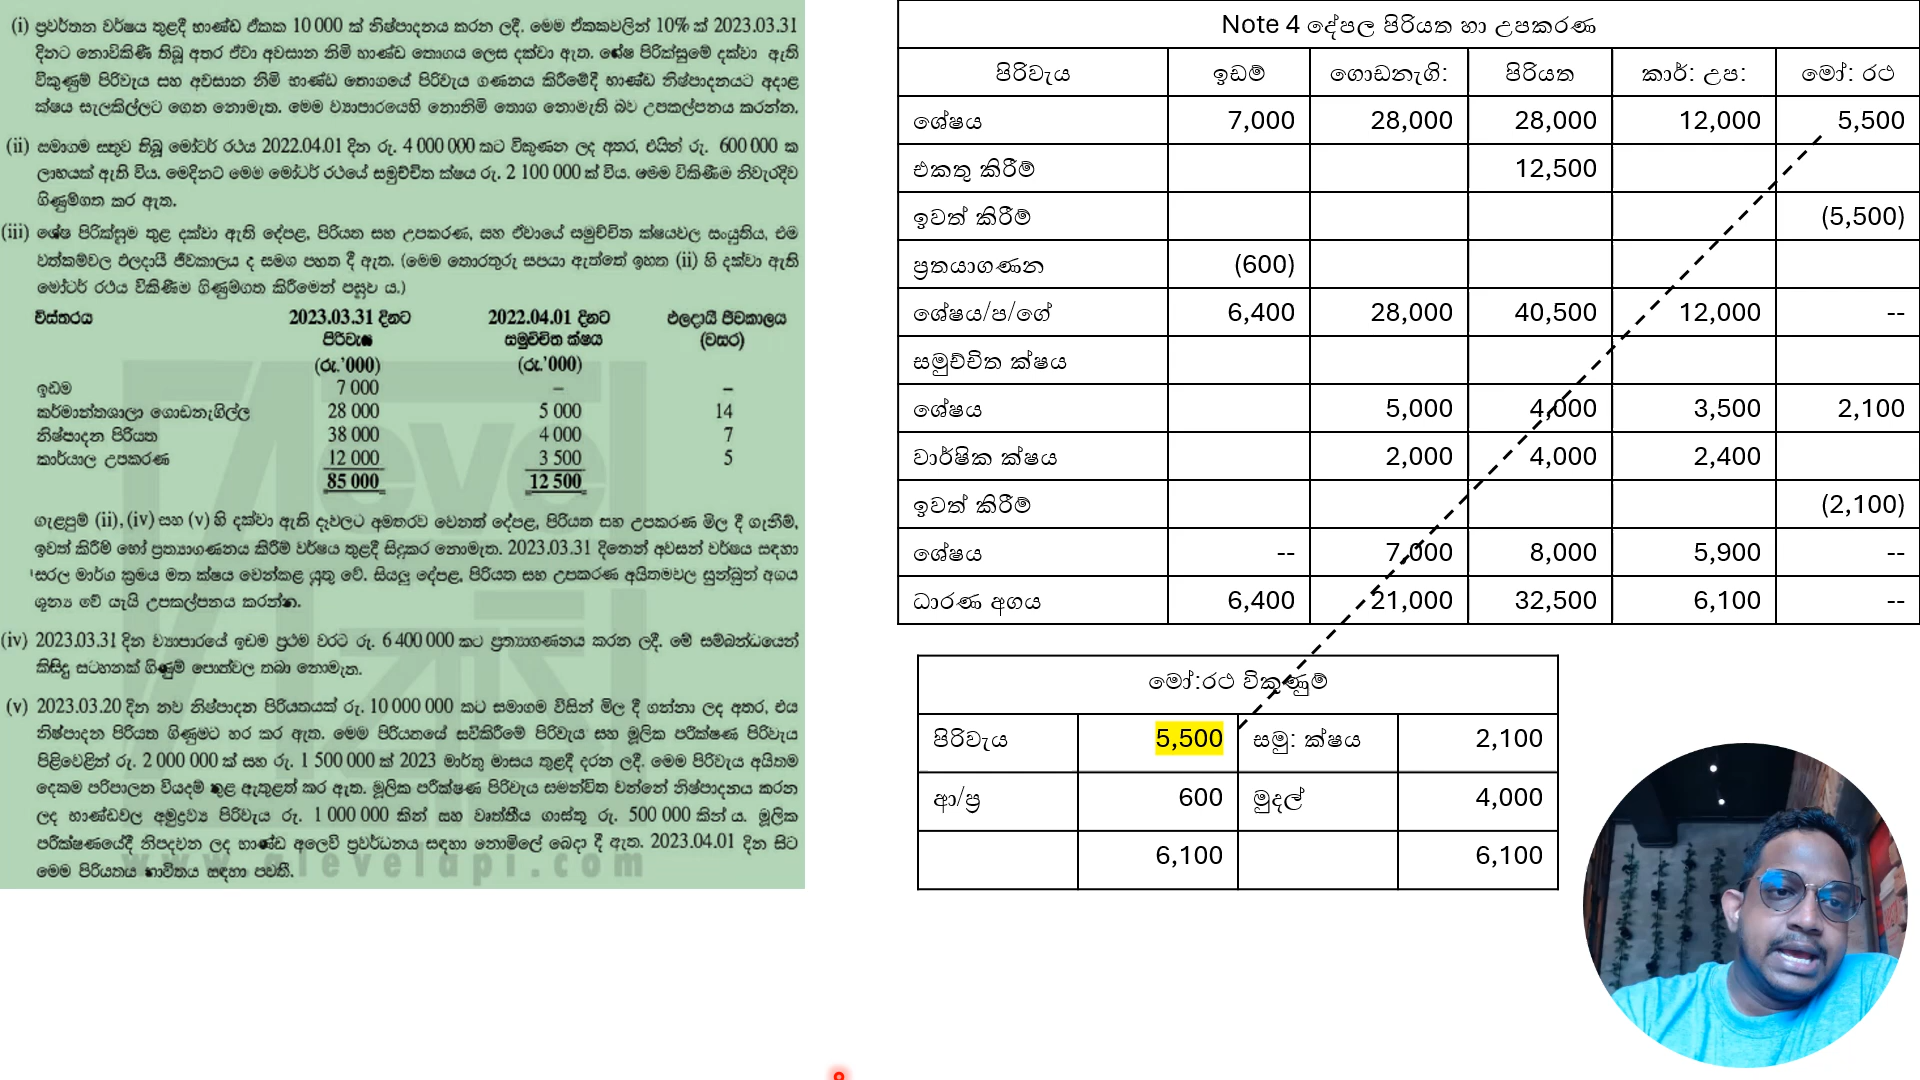 (i) ප්‍රවර්තන වර්ෂය තුළදී භාණ්ඩ ඒකක 10 000 ක් නිෂ්පාදනය කරන ලදී. මෙම ඒකකවලින් 10% ක් 2023.03.31
දිනට නොවිකිණී තිබූ අතර ඒවා අවසාන නිමි භාණ්ඩ තොගය ලෙස දක්වා ඇත. ශේෂ පිරික්සුමේ දක්වා ඇති
විකුණුම් පිරිවැය සහ අවසාන නිමි භාණ්ඩ තොගයේ පිරිවැය ගණනය කිරීමේදී භාණ්ඩ නිෂ්පාදනයට අදාළ
ක්ෂය සැලකිල්ලට ගෙන නොමැත. මෙම ව්‍යාපාරයෙහි නොනිමි තොග නොමැති බව උපකල්පනය කරන්න.
(ii) සමාගම සතුව තිබූ මෝටර් රථය 2022.04.01 දින රු. 4 000 000 කට විකුණන ලද අතර, එයින් රු. 600 000 ක
ලාභයක් ඇති විය. මෙදිනට මෙම මෝටර් රථයේ සමුච්චිත ක්ෂය රු. 2 100 000 ක් විය. මෙම විකිණීම නිවැරදිව
ගිණුම්ගත කර ඇත.
(iii) ශේෂ පිරික්සුම තුළ දක්වා ඇති දේපළ, පිරියත සහ උපකරණ, සහ ඒවායේ සමුච්චිත ක්ෂයවල සංයුතිය, එම
වත්කම්වල ඵලදායී ජීවකාලය ද සමග පහත දී ඇත. (මෙම තොරතුරු සපයා ඇත්තේ ඉහත (ii) හි දක්වා ඇති
මෝටර් රථය විකිණීම ගිණුම්ගත කිරීමෙන් පසුව ය.)
විස්තරය 2023.03.31 දිනට 2022.04.01 දිනට ඵලදායී ජීවකාලය
පිරිවැය සමුච්චිත ක්ෂය (වසර)
(රු.'000) (රු.'000)
ඉඩම 7 000 – –
කර්මාන්තශාලා ගොඩනැගිල්ල 28 000 5 000 14
නිෂ්පාදන පිරියත 38 000 4 000 7
කාර්යාල උපකරණ 12 000 3 500 5
85 000 12 500
ගැළපුම් (ii), (iv) සහ (v) හි දක්වා ඇති දෑවලට අමතරව වෙනත් දේපළ, පිරියත සහ උපකරණ මිල දී ගැනීම්,
ඉවත් කිරීම් හෝ ප්‍රත්‍යාගණනය කිරීම් වර්ෂය තුළදී සිදුකර නොමැත. 2023.03.31 දිනෙන් අවසන් වර්ෂය සඳහා
සරල මාර්ග ක්‍රමය මත ක්ෂය වෙන්කළ යුතු වේ. සියලු දේපළ, පිරියත සහ උපකරණ අයිතමවල සුන්බුන් අගය
ශුන්‍ය වේ යැයි උපකල්පනය කරන්න.
(iv) 2023.03.31 දින ව්‍යාපාරයේ ඉඩම ප්‍රථම වරට රු. 6 400 000 කට ප්‍රත්‍යාගණනය කරන ලදී. මේ සම්බන්ධයෙන්
කිසිදු සටහනක් ගිණුම් පොත්වල තබා නොමැත.
(v) 2023.03.20 දින නව නිෂ්පාදන පිරියතයක් රු. 10 000 000 කට සමාගම විසින් මිල දී ගන්නා ලද අතර, එය
නිෂ්පාදන පිරියත ගිණුමට හර කර ඇත. මෙම පිරියතයේ සවිකිරීමේ පිරිවැය සහ මූලික පරීක්ෂණ පිරිවැය
පිළිවෙළින් රු. 2 000 000 ක් සහ රු. 1 500 000 ක් 2023 මාර්තු මාසය තුළදී දරන ලදී. මෙම පිරිවැය අයිතම
දෙකම පරිපාලන වියදම් තුළ ඇතුළත් කර ඇත. මූලික පරීක්ෂණ පිරිවැය සමන්විත වන්නේ නිෂ්පාදනය කරන
ලද භාණ්ඩවල අමුද්‍රව්‍ය පිරිවැය රු. 1 000 000 කින් සහ වෘත්තීය ගාස්තු රු. 500 000 කින් ය. මූලික
පරීක්ෂණයේදී නිපදවන ලද භාණ්ඩ අලෙවි ප්‍රවර්ධනය සඳහා නොමිලේ බෙදා දී ඇත. 2023.04.01 දින සිට
මෙම පිරියතය භාවිතය සඳහා පවතී.
Note 4 දේපල පිරියත හා උපකරණ
පිරිවැය ඉඩම් ගොඩනැගි: පිරියත කාර්: උප: මෝ: රථ
ශේෂය 7,000 28,000 28,000 12,000 5,500
එකතු කිරීම් 12,500
ඉවත් කිරීම් (5,500)
ප්‍රතයාගණන (600)
ශේෂය/ප/ගේ 6,400 28,000 40,500 12,000 --
සමුච්චිත ක්ෂය
ශේෂය 5,000 4,000 3,500 2,100
වාර්ෂික ක්ෂය 2,000 4,000 2,400
ඉවත් කිරීම් (2,100)
ශේෂය -- 7,000 8,000 5,900 --
ධාරණ අගය 6,400 21,000 32,500 6,100 --
මෝ:රථ විකුණුම්
පිරිවැය 5,500 සමු: ක්ෂය 2,100
ආ/ප්‍ර 600 මුදල් 4,000
6,100 6,100